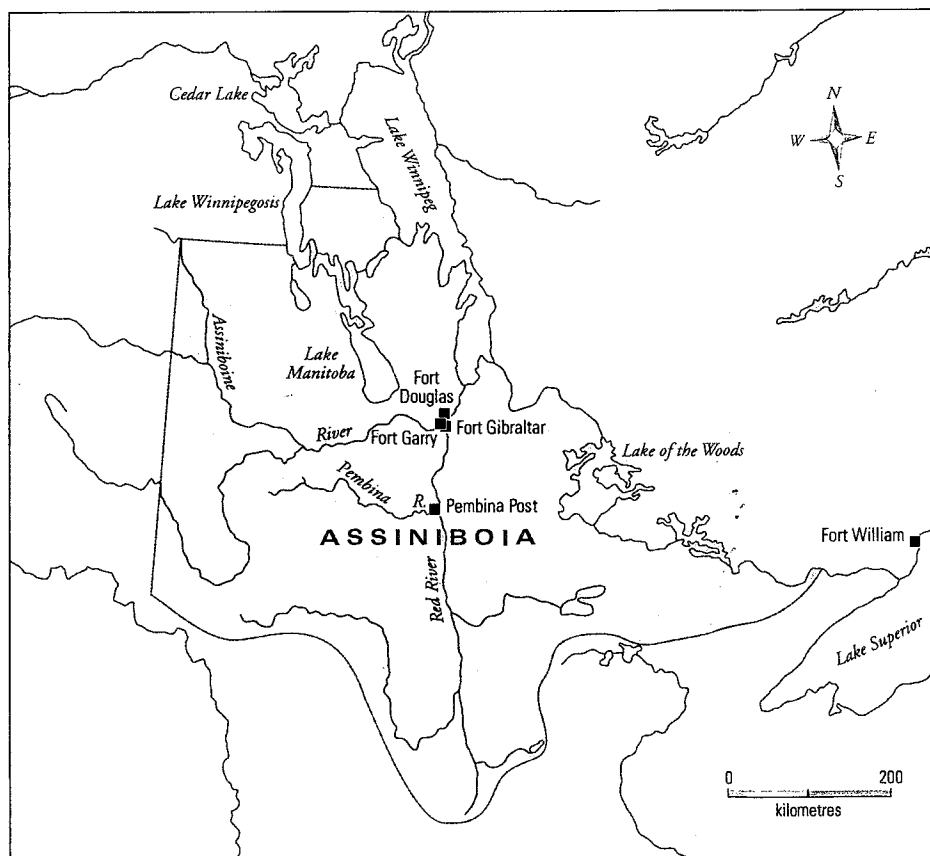 Cedar Lake
Lake Winnipeg
N
W E
S
Lake Winnipegosis
Assiniboine
Lake
Manitoba
Fort
Douglas
River
Fort Garry
Fort Gibraltar
Lake of the Woods
Pembina
R.
Pembina Post
ASSINIBOIA
Fort William
Red River
Lake Superior
0 200
kilometres